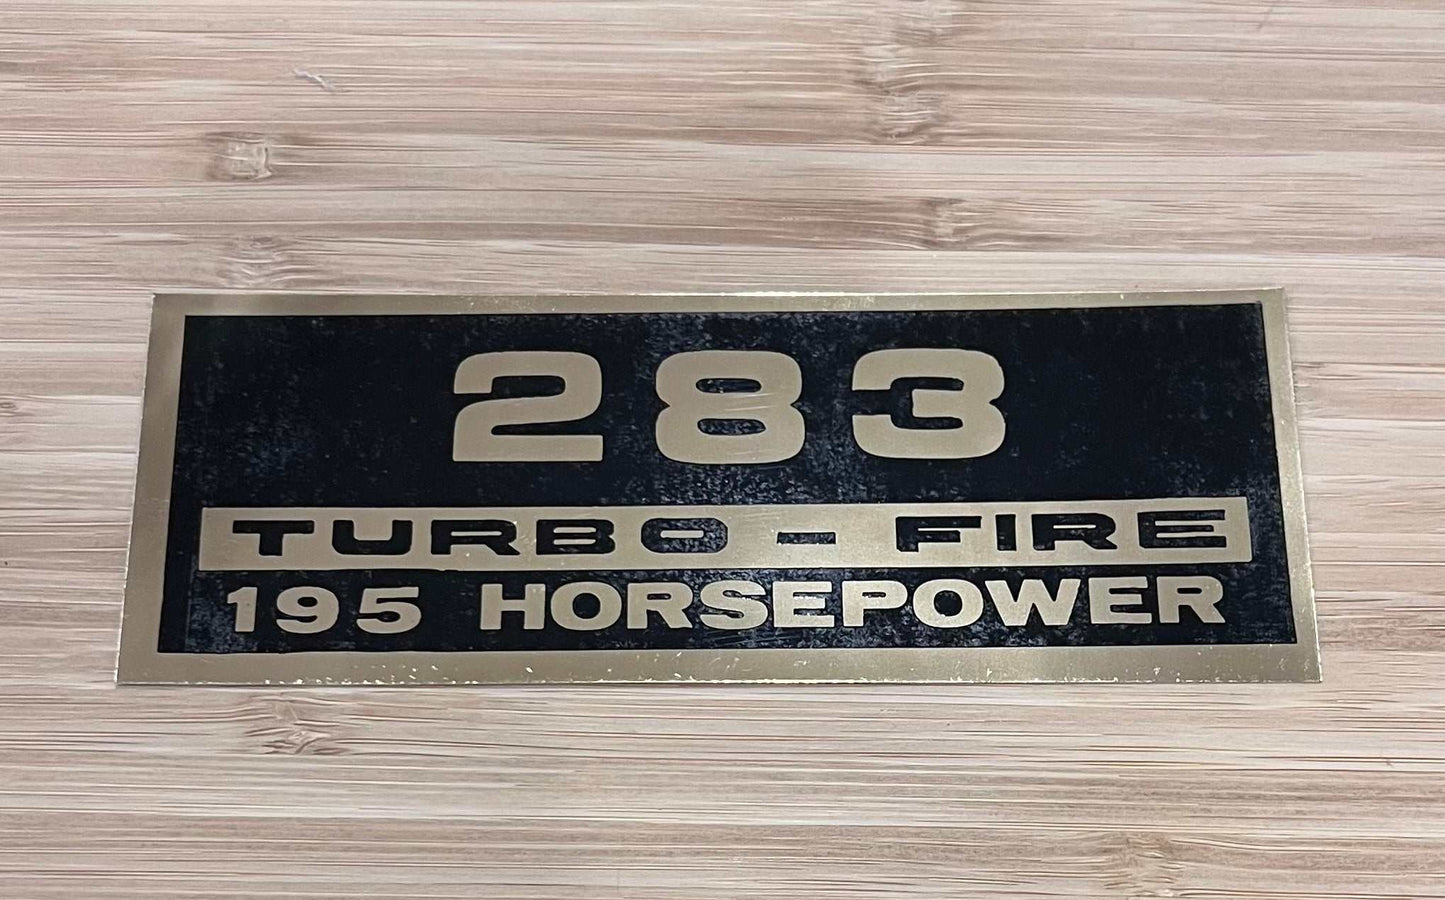 283
TURBO - FIRE
195 HORSEPOWER